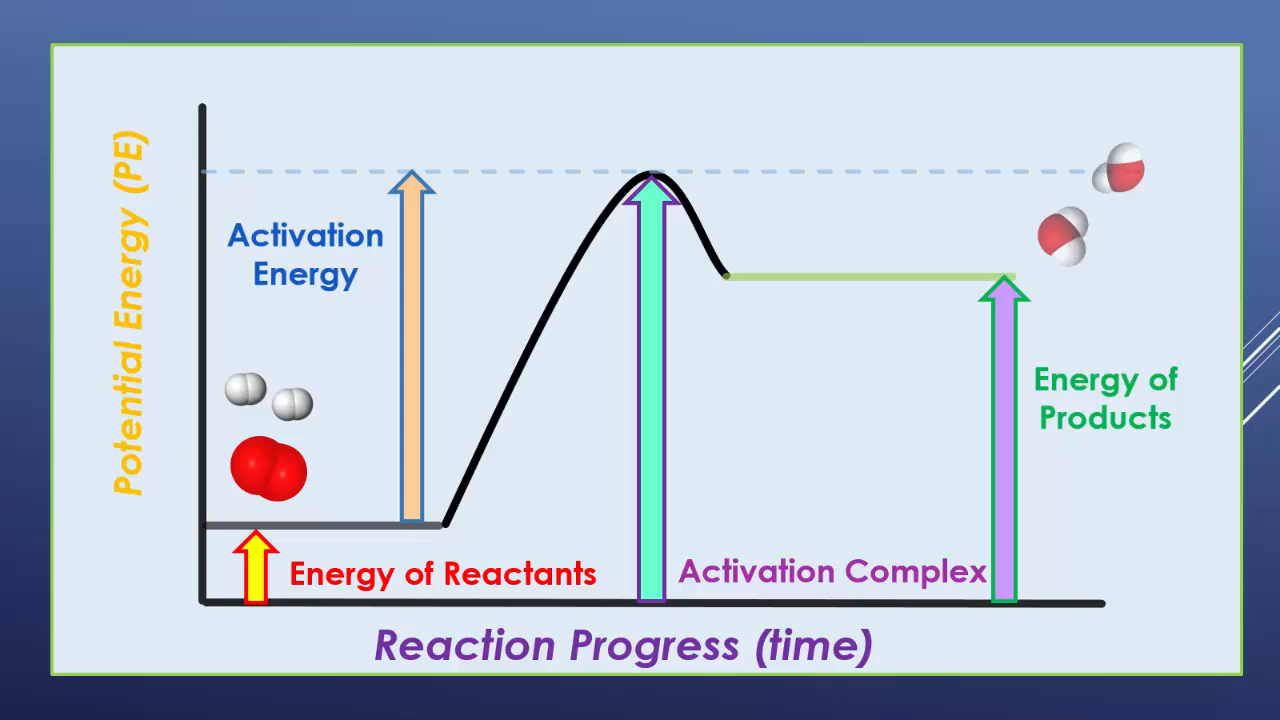 Potential Energy (PE)
Activation
Energy
Energy of
Products
Energy of Reactants
Activation Complex
Reaction Progress (time)